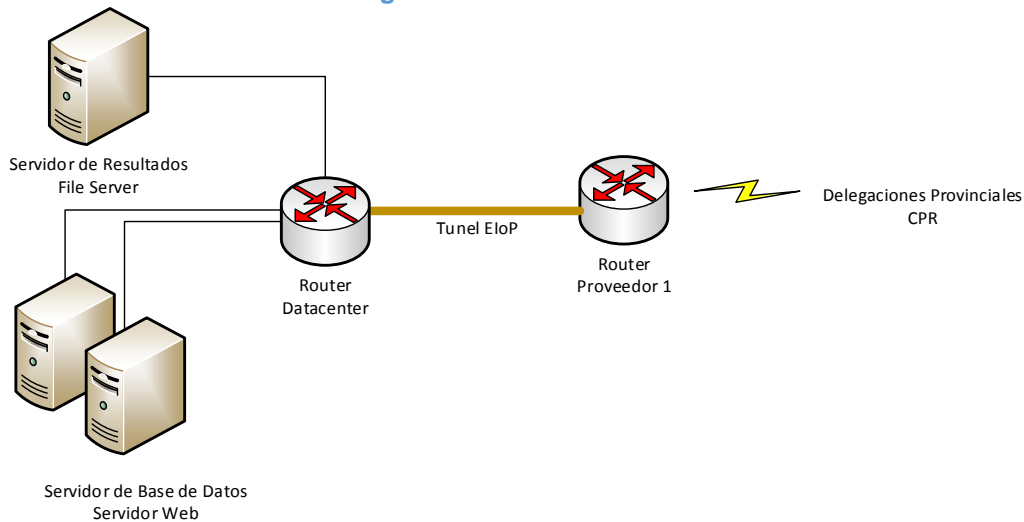 Servidor de Resultados
File Server
Tunel EIoP
Delegaciones Provinciales
CPR
Router
Proveedor 1
Router
Datacenter
Servidor de Base de Datos
Servidor Web